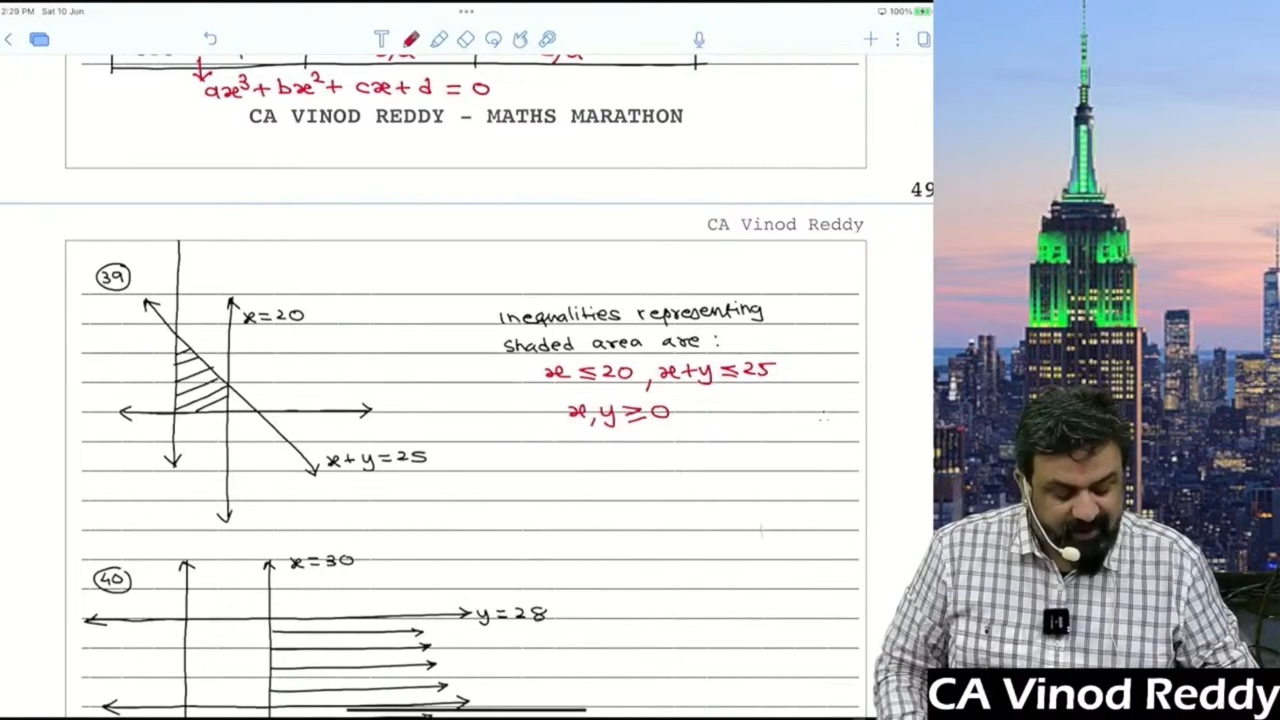 2:29 PM Sat 10 Jun
100%
ax³ + bx² + cx + d = 0
CA VINOD REDDY - MATHS MARATHON
49
CA Vinod Reddy
39
x = 20
Inequalities representing
shaded area are :
x ≤ 20, x+y ≤ 25
x, y ≥ 0
x + y = 25
40
x = 30
y = 28
CA Vinod Reddy